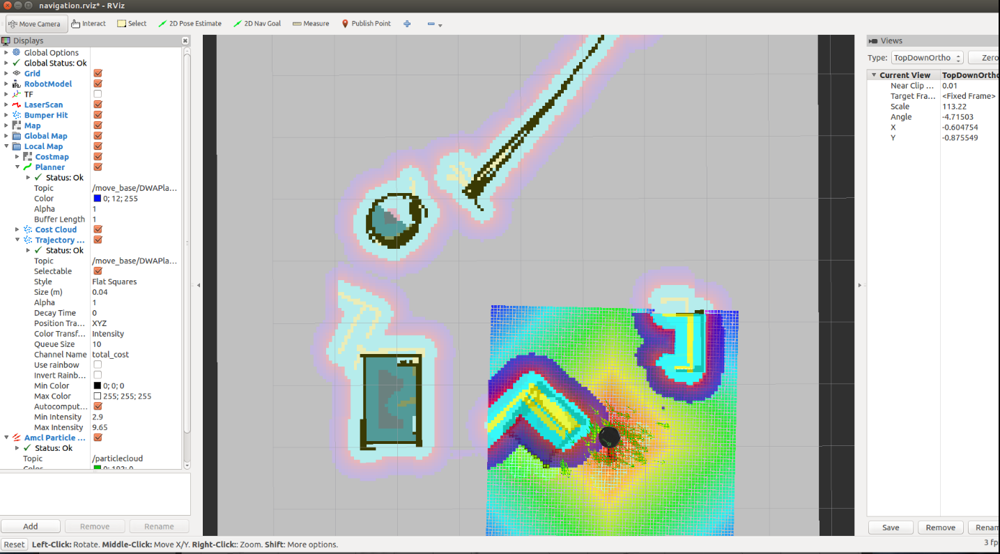 navigation.rviz* - RViz
Move Camera Interact Select 2D Pose Estimate 2D Nav Goal Measure Publish Point
Displays
Global Options
Global Status: Ok
Grid
RobotModel
TF
LaserScan
Bumper Hit
Map
Global Map
Local Map
Costmap
Planner
Status: Ok
Topic /move_base/DWAPla...
Color 0; 12; 255
Alpha 1
Buffer Length 1
Cost Cloud
Trajectory ...
Status: Ok
Topic /move_base/DWAPla...
Selectable
Style Flat Squares
Size (m) 0.04
Alpha 1
Decay Time 0
Position Tra... XYZ
Color Transf... Intensity
Queue Size 10
Channel Name total_cost
Use rainbow
Invert Rainb...
Min Color 0; 0; 0
Max Color 255; 255; 255
Autocomput...
Min Intensity 2.9
Max Intensity 9.65
Amcl Particle ...
Status: Ok
Topic /particlecloud
Color 0; 192; 0
Add Remove Rename
Views
Type: TopDownOrtho Zero
Current View TopDownOrtho
Near Clip ... 0.01
Target Fra... <Fixed Frame>
Scale 113.22
Angle -4.71503
X -0.604754
Y -0.875549
Save Remove Renam
Reset Left-Click: Rotate. Middle-Click: Move X/Y. Right-Click:: Zoom. Shift: More options.
3 fp